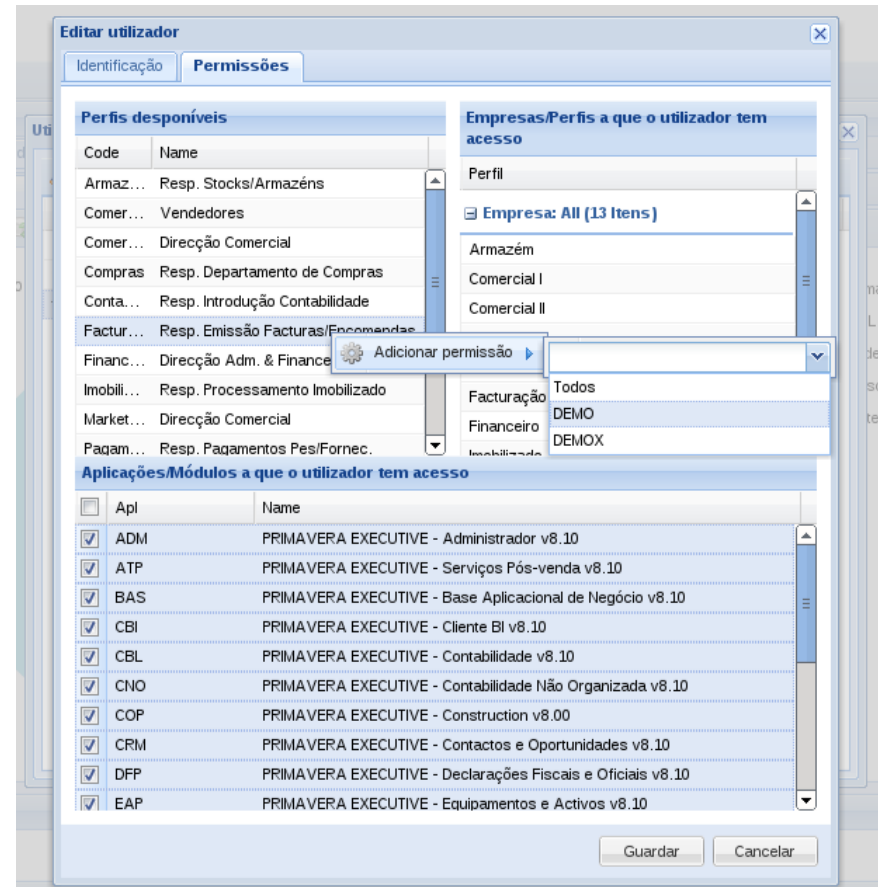 Editar utilizador
Identificação
Permissões
Uti
Perfis desponíveis
Code Name
Armaz... Resp. Stocks/Armazéns
Comer... Vendedores
Comer... Direcção Comercial
Compras Resp. Departamento de Compras
Conta... Resp. Introdução Contabilidade
Factur... Resp. Emissão Facturas/Encomendas
Financ... Direcção Adm. & Finance
Imobili... Resp. Processamento Imobilizado
Market... Direcção Comercial
Pagam... Resp. Pagamentos Pes/Fornec.
Empresas/Perfis a que o utilizador tem
acesso
Perfil
Empresa: All (13 Itens)
Armazém
Comercial I
Comercial II
Adicionar permissão
Todos
DEMO
DEMOX
Facturação
Financeiro
Imobilizado
Aplicações/Módulos a que o utilizador tem acesso
Apl Name
ADM PRIMAVERA EXECUTIVE - Administrador v8.10
ATP PRIMAVERA EXECUTIVE - Serviços Pós-venda v8.10
BAS PRIMAVERA EXECUTIVE - Base Aplicacional de Negócio v8.10
CBI PRIMAVERA EXECUTIVE - Cliente BI v8.10
CBL PRIMAVERA EXECUTIVE - Contabilidade v8.10
CNO PRIMAVERA EXECUTIVE - Contabilidade Não Organizada v8.10
COP PRIMAVERA EXECUTIVE - Construction v8.00
CRM PRIMAVERA EXECUTIVE - Contactos e Oportunidades v8.10
DFP PRIMAVERA EXECUTIVE - Declarações Fiscais e Oficiais v8.10
EAP PRIMAVERA EXECUTIVE - Equipamentos e Activos v8.10
Guardar
Cancelar